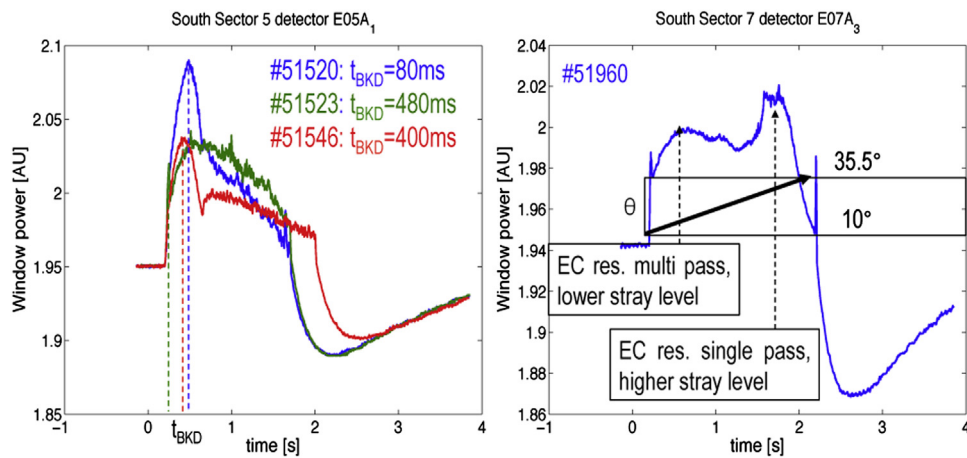 South Sector 5 detector E05A1
2.1
2.05
2
1.95
1.9
1.85
Window power [AU]
#51520: tBKD=80ms
#51523: tBKD=480ms
#51546: tBKD=400ms
tBKD
-1 0 1 2 3 4
time [s]
South Sector 7 detector E07A3
2.04
2.02
2
1.98
1.96
1.94
1.92
1.9
1.88
1.86
Window power [AU]
#51960
35.5°
θ
10°
EC res. multi pass,
lower stray level
EC res. single pass,
higher stray level
-1 0 1 2 3 4
time [s]